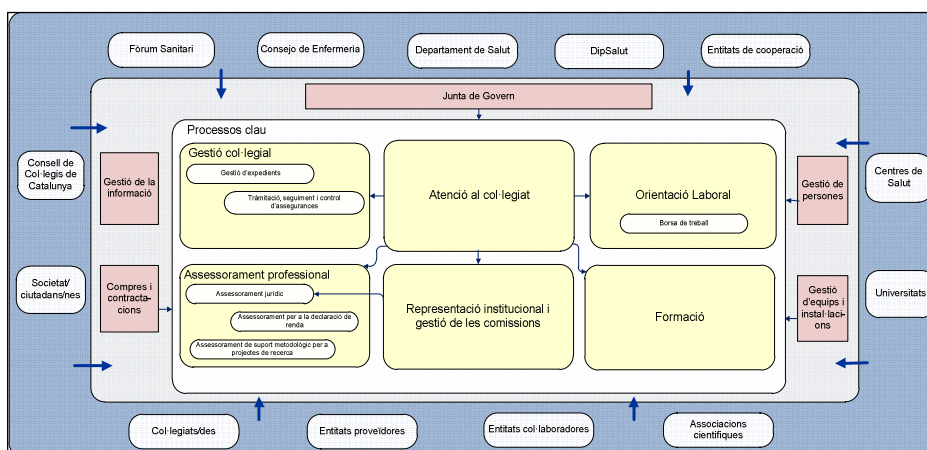 Fòrum Sanitari
Consejo de Enfermeria
Departament de Salut
DipSalut
Entitats de cooperació
Junta de Govern
Processos clau
Consell de
Col·legis de
Catalunya
Gestió de la
informació
Gestió col·legial
Gestió d'expedients
Tràmitació, seguiment i control
d'assegurances
Atenció al col·legiat
Orientació Laboral
Borsa de treball
Gestió de
persones
Centres de
Salut
Societat/
ciutadans/nes
Compres i
contracta-
cions
Assessorament professional
Assessorament jurídic
Assessorament per a la declaració de
renda
Assessorament de suport metodològic per a
projectes de recerca
Representació institucional i
gestió de les comissions
Formació
Gestió
d'equips i
instal·laci-
ons
Universitats
Col·legiats/des
Entitats proveïdores
Entitats col·laboradores
Associacions
científiques